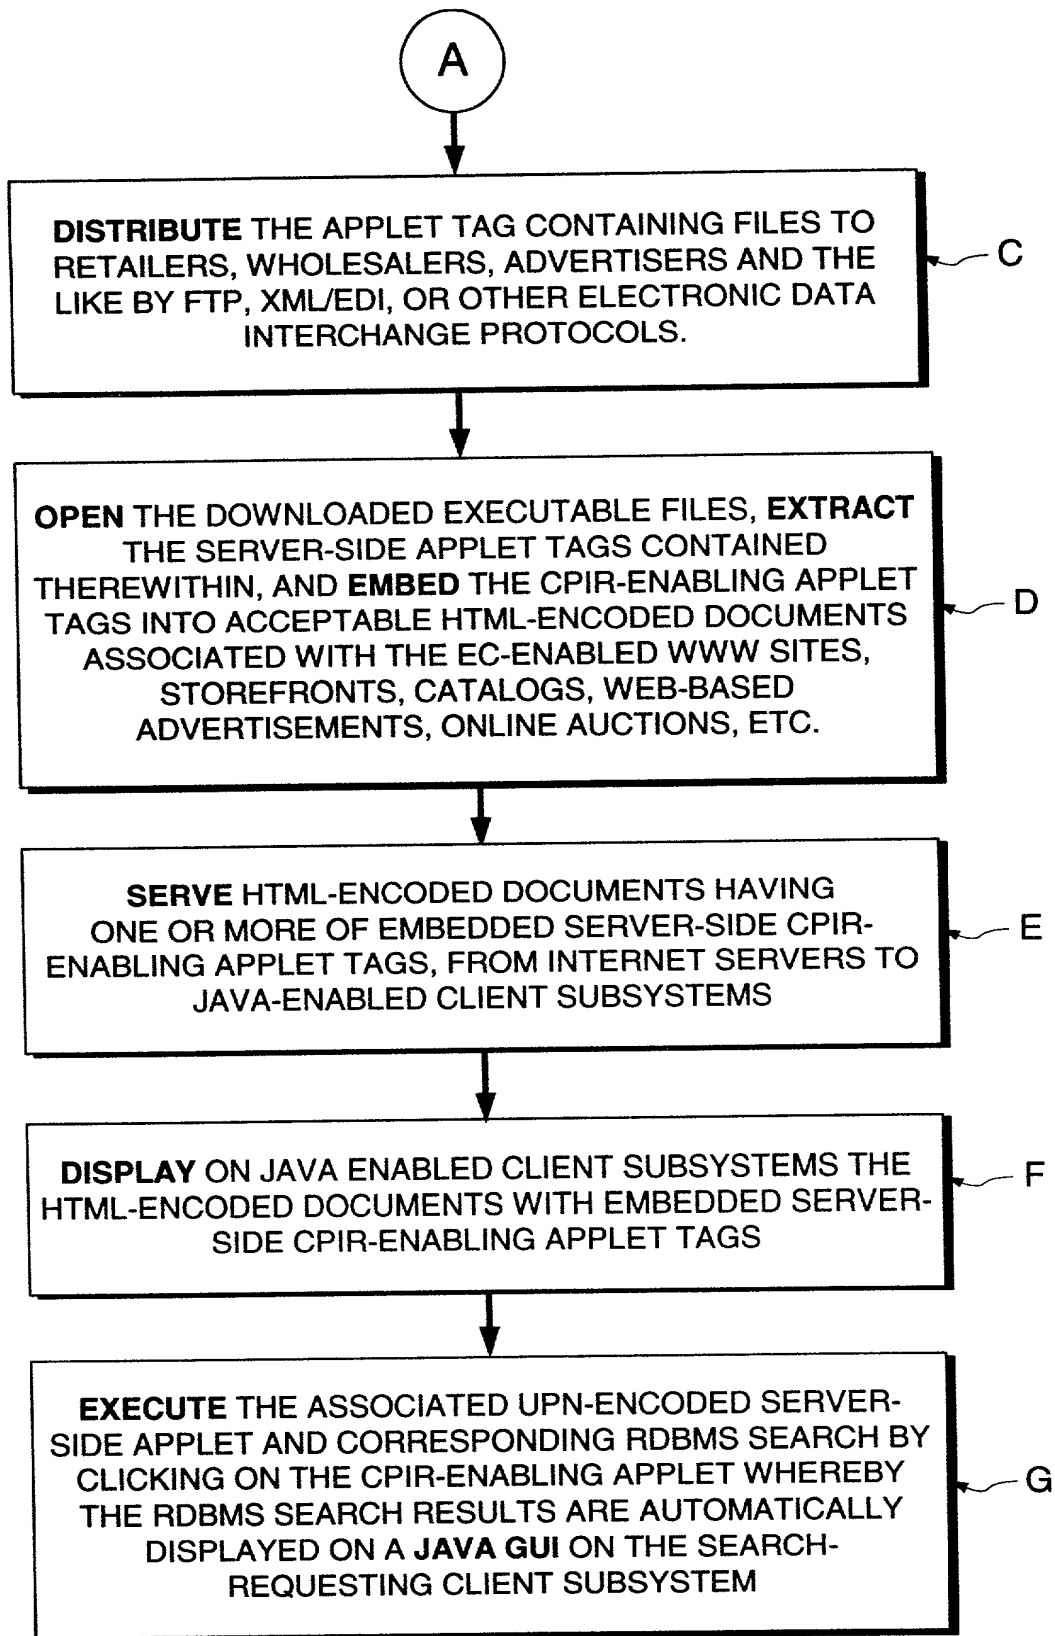 A
DISTRIBUTE THE APPLET TAG CONTAINING FILES TO
RETAILERS, WHOLESALERS, ADVERTISERS AND THE
LIKE BY FTP, XML/EDI, OR OTHER ELECTRONIC DATA
INTERCHANGE PROTOCOLS.
C
OPEN THE DOWNLOADED EXECUTABLE FILES, EXTRACT
THE SERVER-SIDE APPLET TAGS CONTAINED
THEREWITHIN, AND EMBED THE CPIR-ENABLING APPLET
TAGS INTO ACCEPTABLE HTML-ENCODED DOCUMENTS
ASSOCIATED WITH THE EC-ENABLED WWW SITES,
STOREFRONTS, CATALOGS, WEB-BASED
ADVERTISEMENTS, ONLINE AUCTIONS, ETC.
D
SERVE HTML-ENCODED DOCUMENTS HAVING
ONE OR MORE OF EMBEDDED SERVER-SIDE CPIR-
ENABLING APPLET TAGS, FROM INTERNET SERVERS TO
JAVA-ENABLED CLIENT SUBSYSTEMS
E
DISPLAY ON JAVA ENABLED CLIENT SUBSYSTEMS THE
HTML-ENCODED DOCUMENTS WITH EMBEDDED SERVER-
SIDE CPIR-ENABLING APPLET TAGS
F
EXECUTE THE ASSOCIATED UPN-ENCODED SERVER-
SIDE APPLET AND CORRESPONDING RDBMS SEARCH BY
CLICKING ON THE CPIR-ENABLING APPLET WHEREBY
THE RDBMS SEARCH RESULTS ARE AUTOMATICALLY
DISPLAYED ON A JAVA GUI ON THE SEARCH-
REQUESTING CLIENT SUBSYSTEM
G